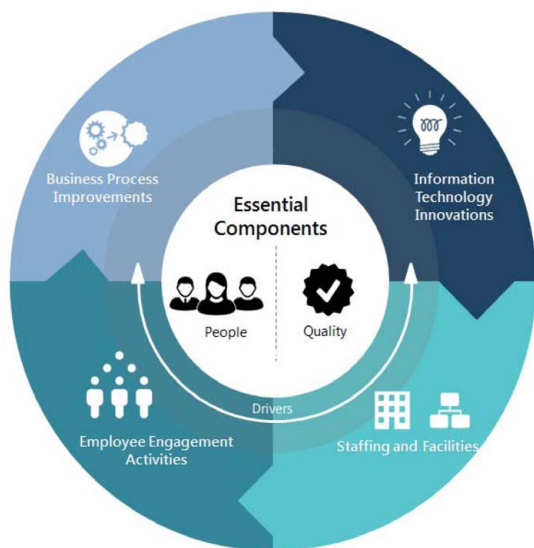 Business Process
Improvements
Information
Technology
Innovations
Essential
Components
People
Quality
Drivers
Employee Engagement
Activities
Staffing and Facilities